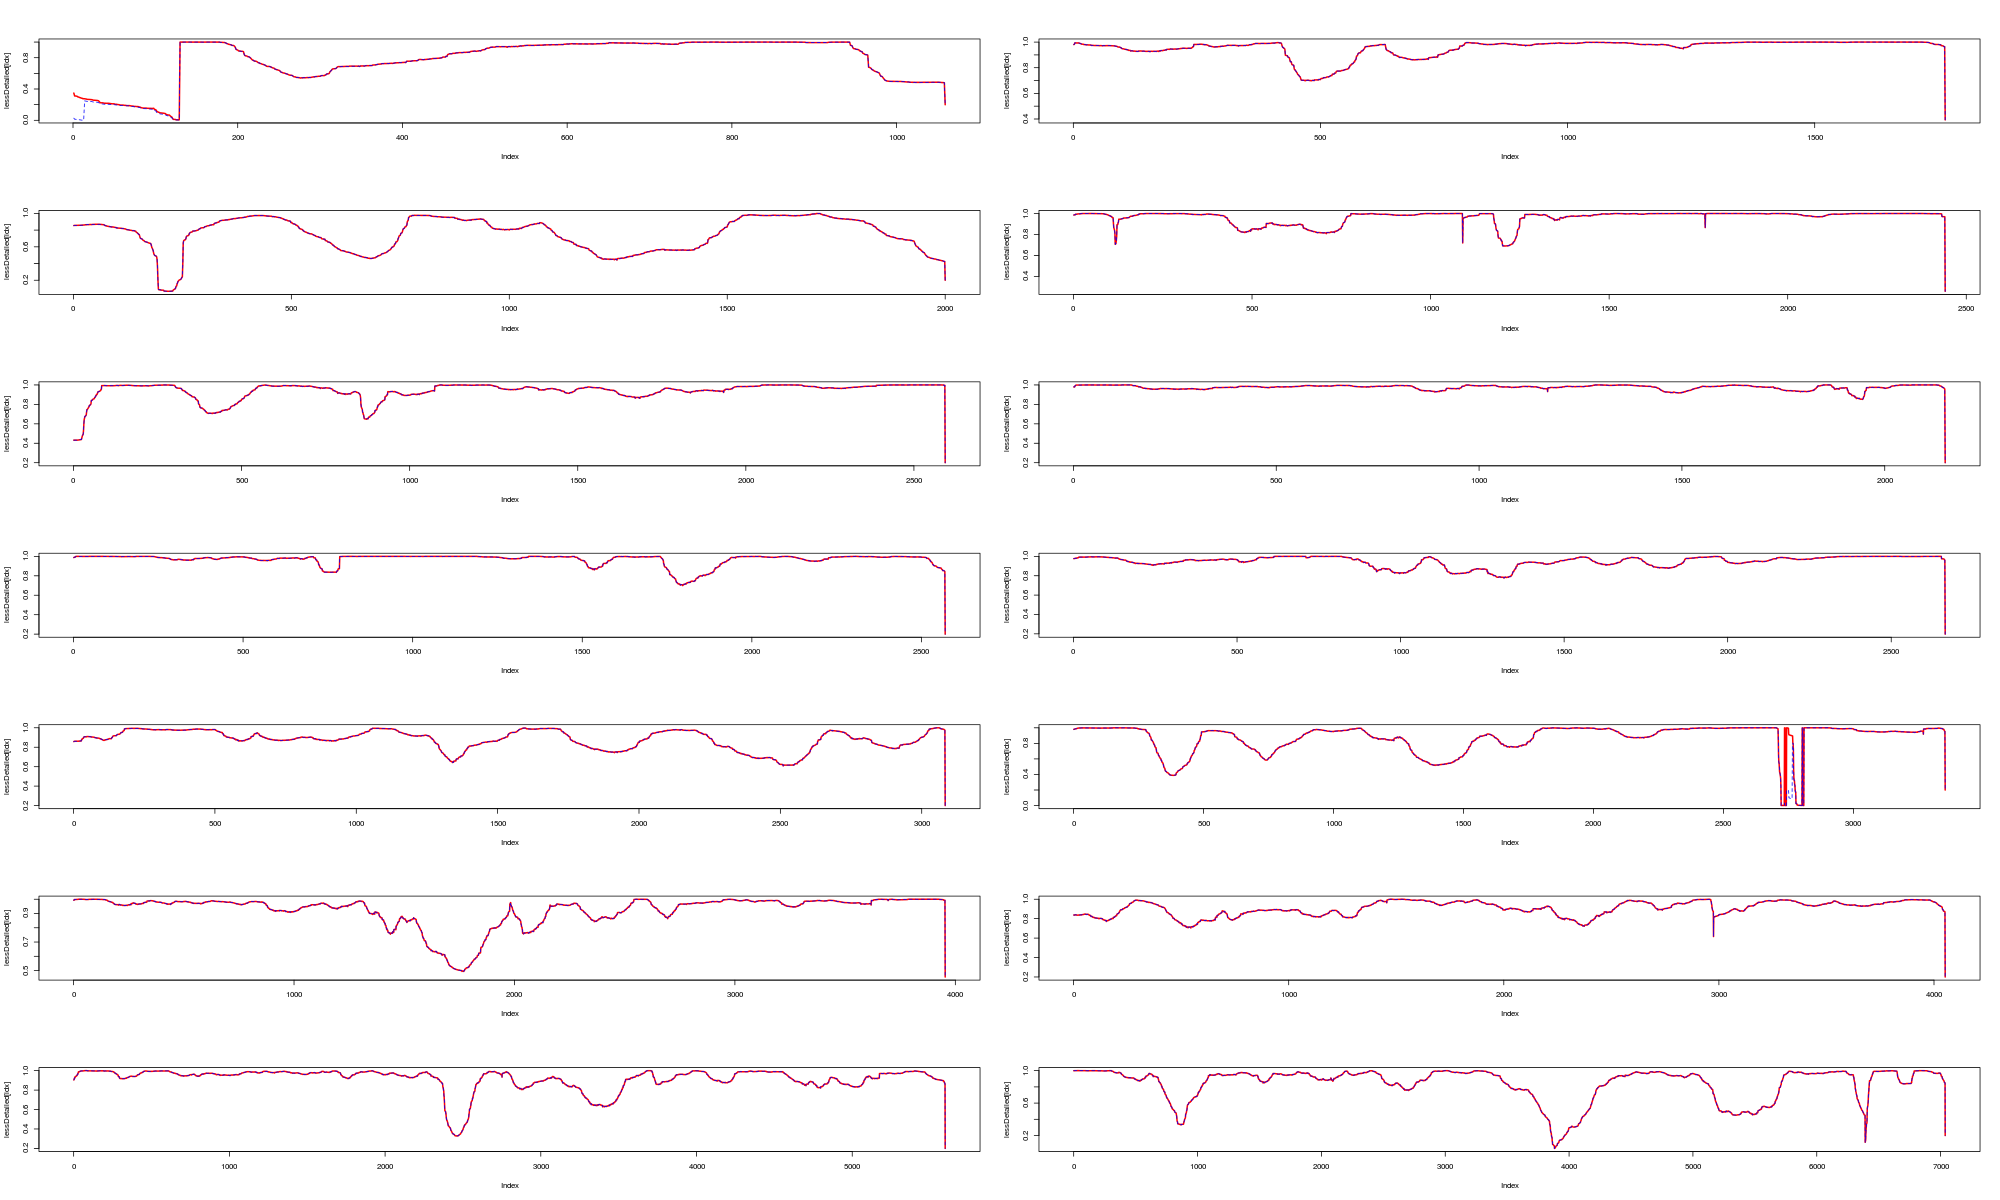 lessDetailed[idx]
0.0 0.4 0.8
0 200 400 600 800 1000
Index
lessDetailed[idx]
0.4 0.6 0.8 1.0
0 500 1000 1500
Index
lessDetailed[idx]
0.2 0.6 1.0
0 500 1000 1500 2000
Index
lessDetailed[idx]
0.4 0.6 0.8 1.0
0 500 1000 1500 2000 2500
Index
lessDetailed[idx]
0.2 0.4 0.6 0.8 1.0
0 500 1000 1500 2000 2500
Index
lessDetailed[idx]
0.2 0.4 0.6 0.8 1.0
0 500 1000 1500 2000
Index
lessDetailed[idx]
0.2 0.4 0.6 0.8 1.0
0 500 1000 1500 2000 2500
Index
lessDetailed[idx]
0.2 0.4 0.6 0.8 1.0
0 500 1000 1500 2000 2500
Index
lessDetailed[idx]
0.2 0.4 0.6 0.8 1.0
0 500 1000 1500 2000 2500 3000
Index
lessDetailed[idx]
0.0 0.4 0.8
0 500 1000 1500 2000 2500 3000
Index
lessDetailed[idx]
0.5 0.7 0.9
0 1000 2000 3000 4000
Index
lessDetailed[idx]
0.2 0.4 0.6 0.8 1.0
0 1000 2000 3000 4000
Index
lessDetailed[idx]
0.2 0.4 0.6 0.8 1.0
0 1000 2000 3000 4000 5000
Index
lessDetailed[idx]
0.2 0.6 1.0
0 1000 2000 3000 4000 5000 6000 7000
Index